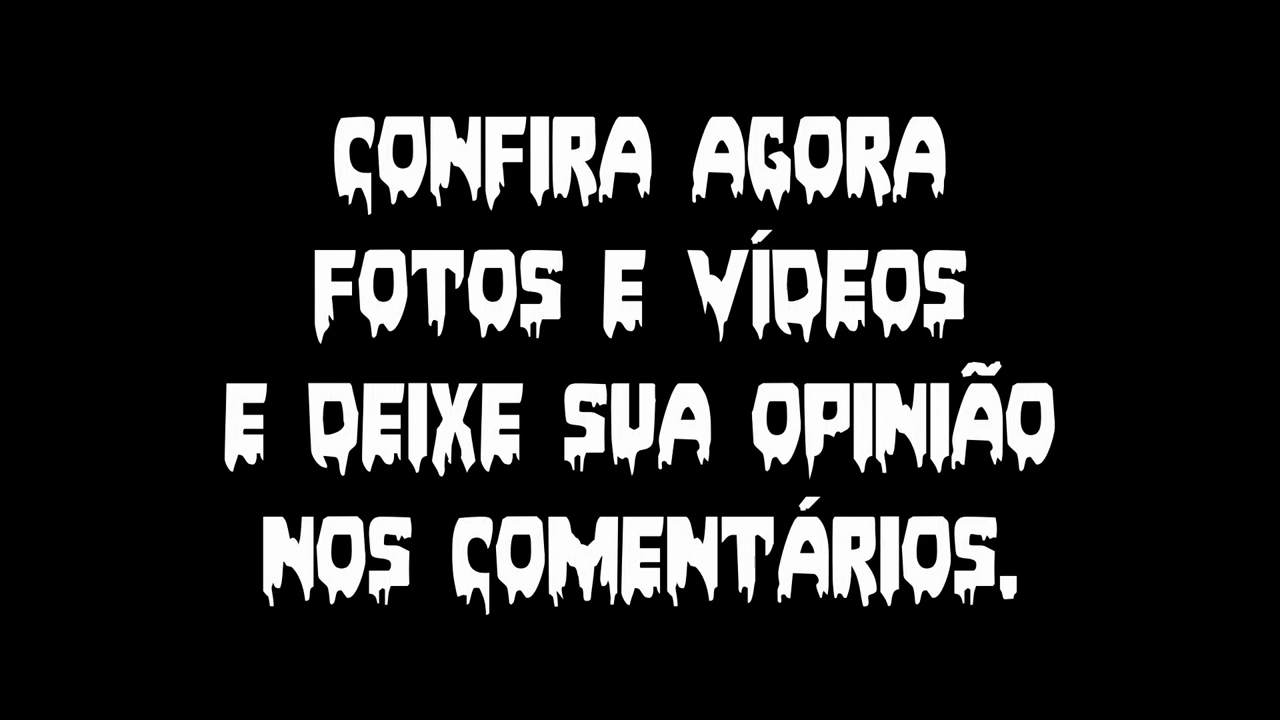 CONFIRA AGORA
FOTOS E VÍDEOS
E DEIXE SUA OPINIÃO
NOS COMENTÁRIOS.